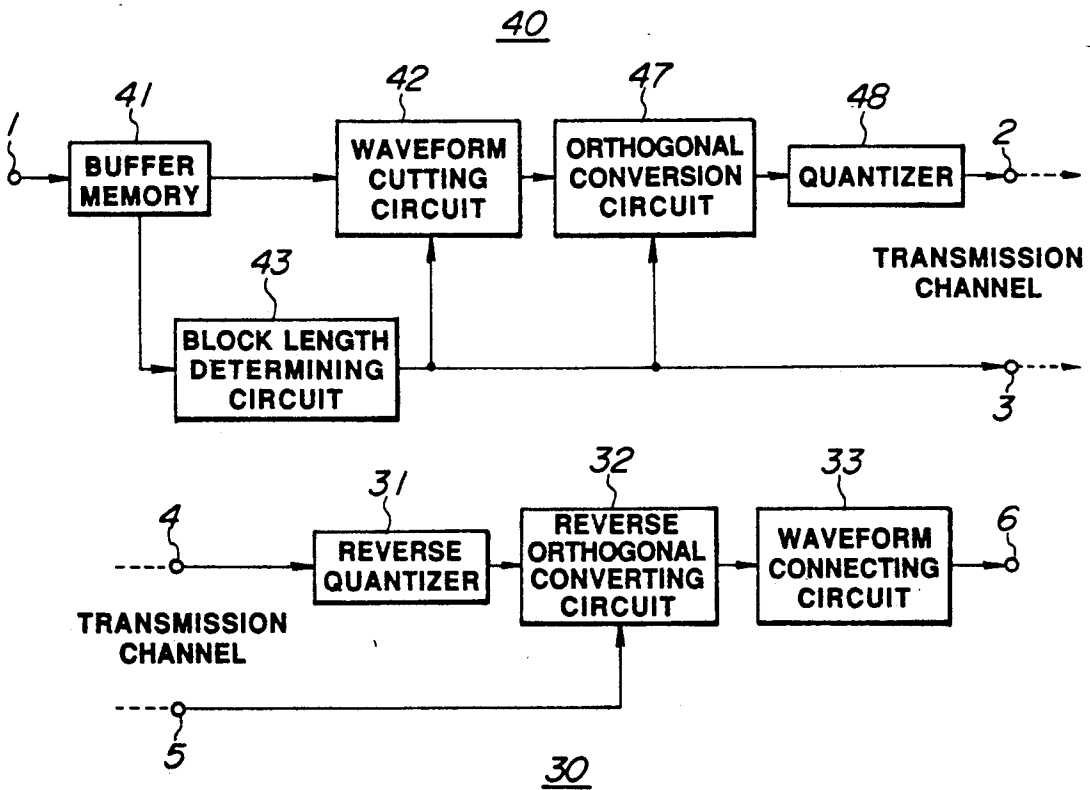 40
1
41
BUFFER
MEMORY
42
WAVEFORM
CUTTING
CIRCUIT
47
ORTHOGONAL
CONVERSION
CIRCUIT
48
QUANTIZER
2
TRANSMISSION
CHANNEL
43
BLOCK LENGTH
DETERMINING
CIRCUIT
3
4
TRANSMISSION
CHANNEL
5
31
REVERSE
QUANTIZER
32
REVERSE
ORTHOGONAL
CONVERTING
CIRCUIT
33
WAVEFORM
CONNECTING
CIRCUIT
6
30